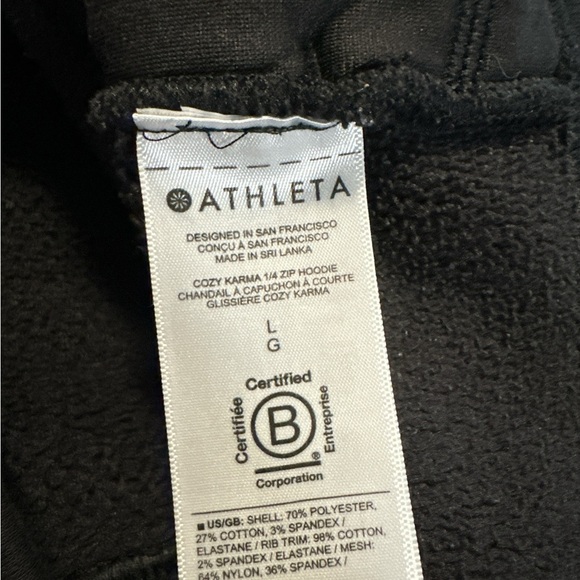 ATHLETA
DESIGNED IN SAN FRANCISCO
CONÇU À SAN FRANCISCO
MADE IN SRI LANKA
COZY KARMA 1/4 ZIP HOODIE
CHANDAIL À CAPUCHON À COURTE
GLISSIÈRE COZY KARMA
L
G
Certified
Certifiée
B
Entreprise
®
Corporation
■ US/GB: SHELL: 70% POLYESTER,
27% COTTON, 3% SPANDEX /
ELASTANE / RIB TRIM: 98% COTTON,
2% SPANDEX / ELASTANE / MESH:
64% NYLON, 36% SPANDEX /